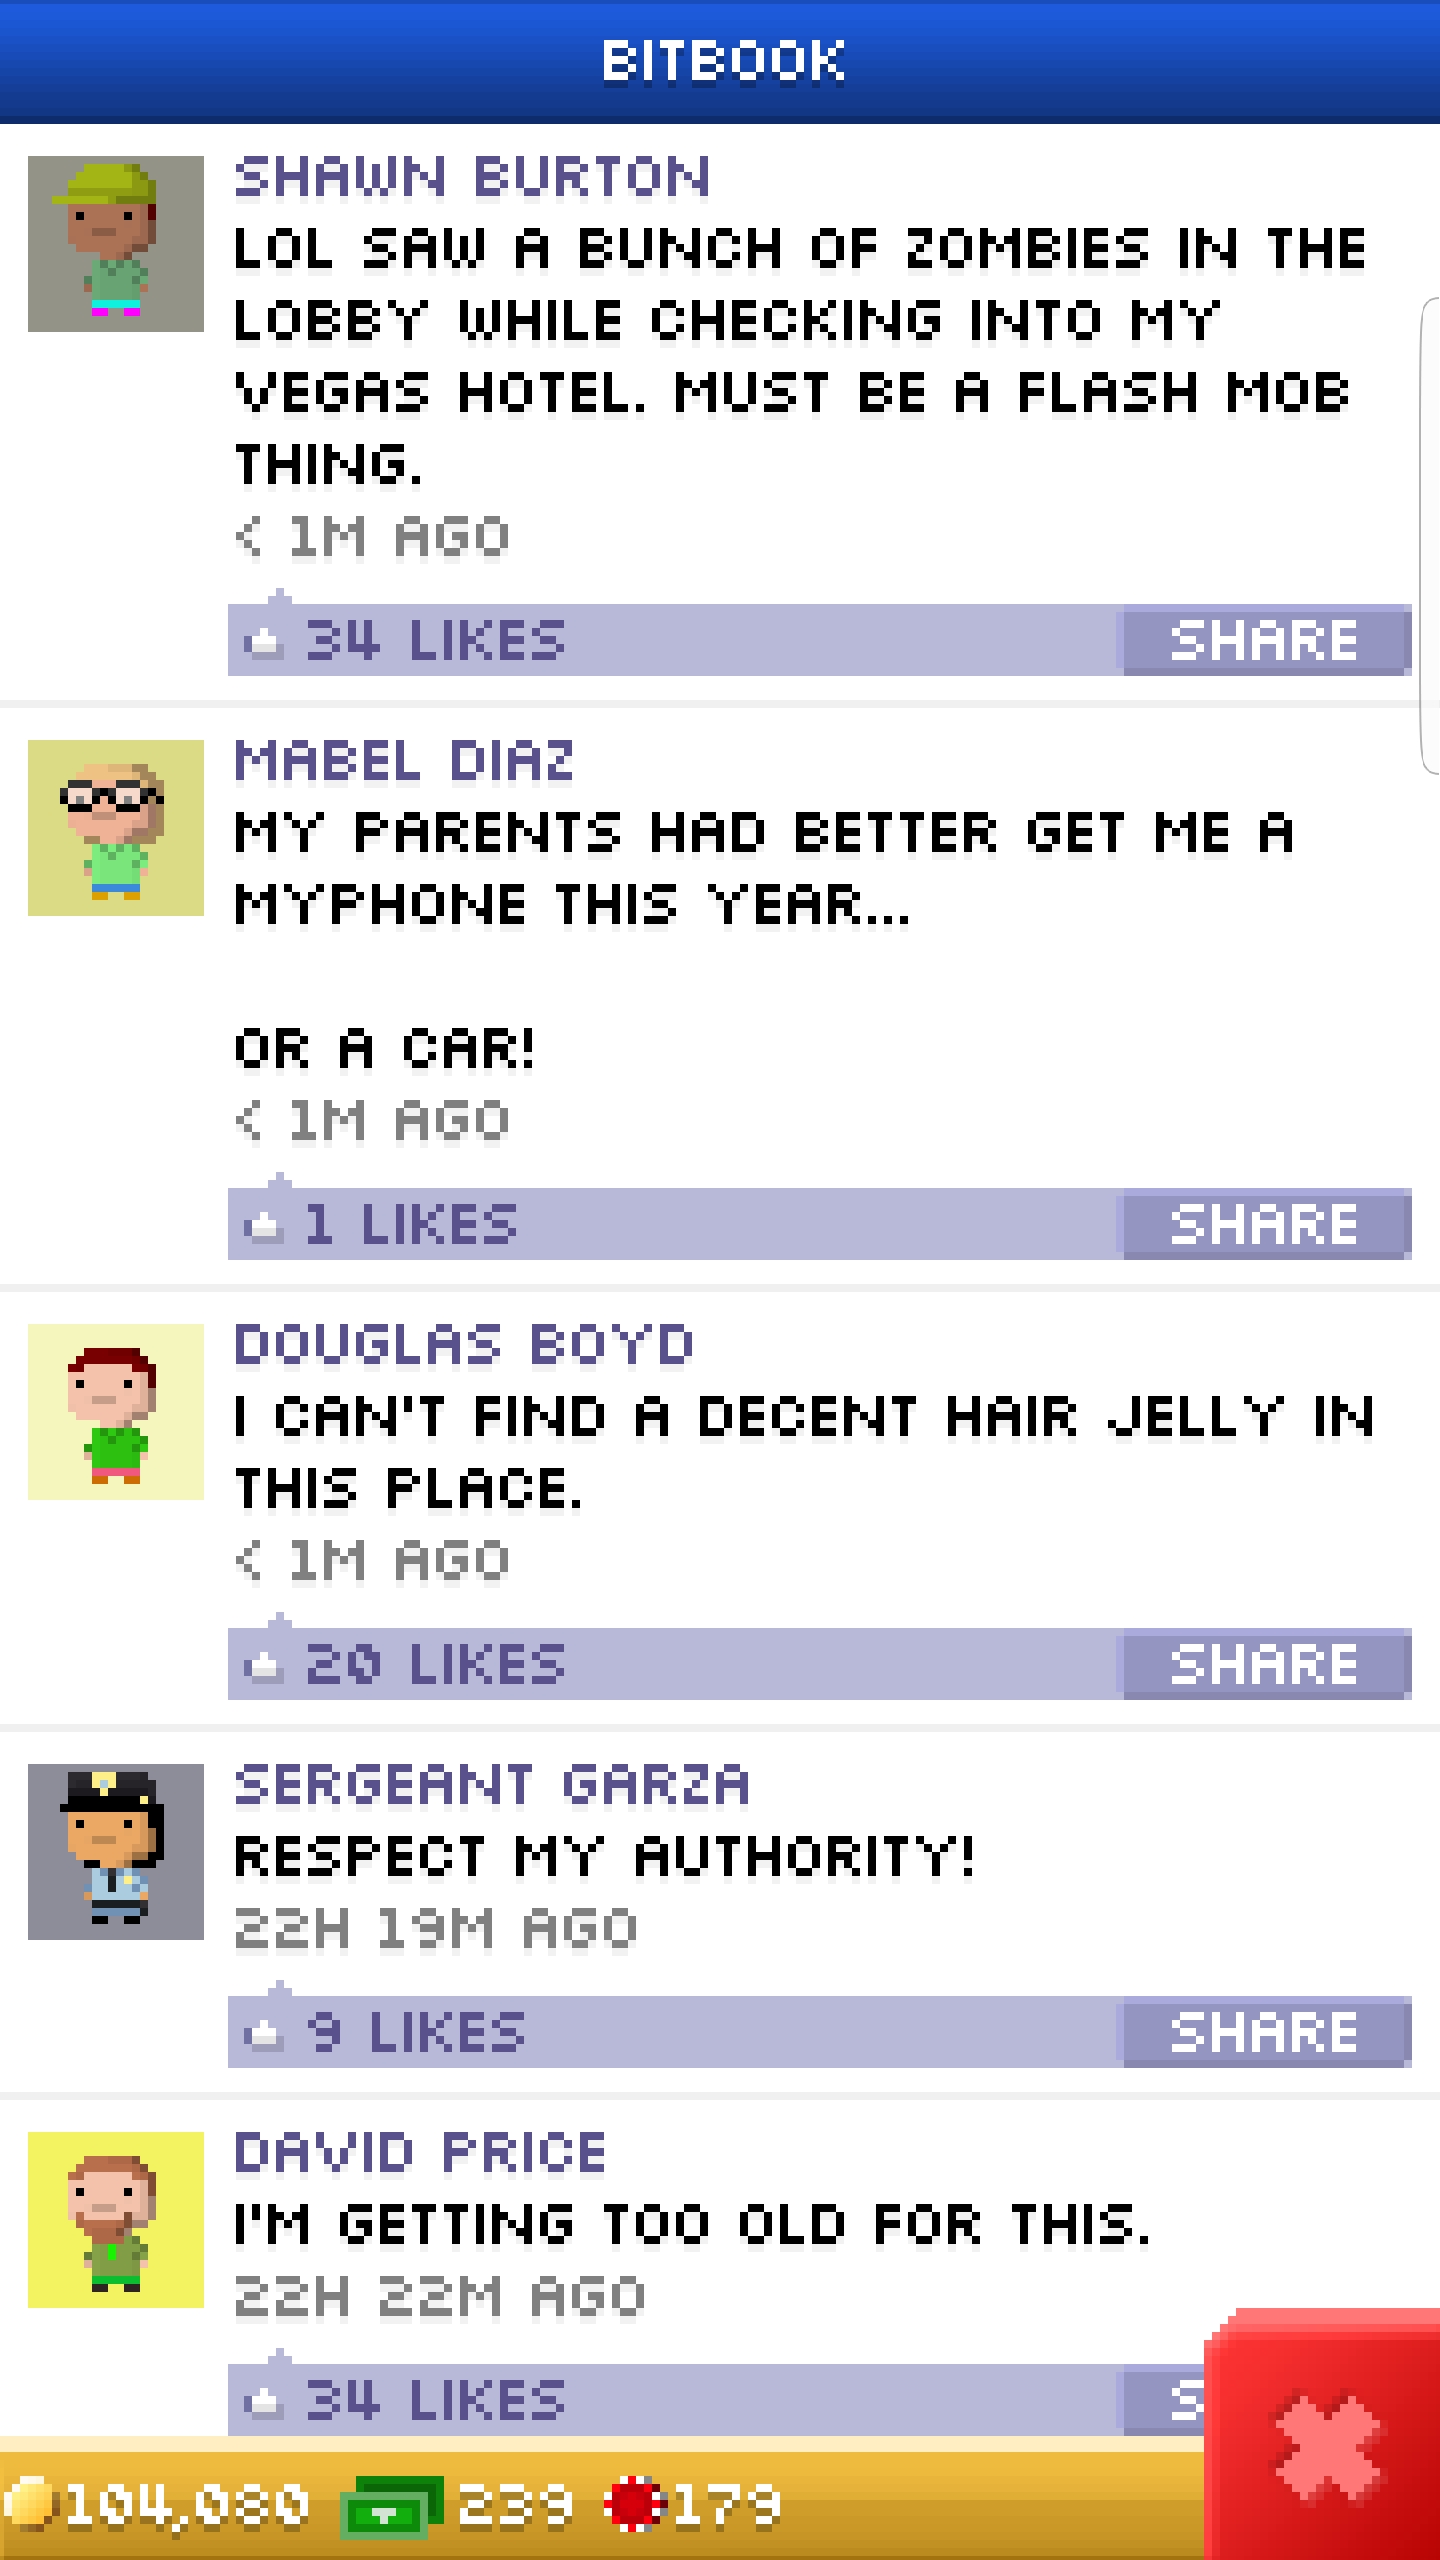 BITBOOK
SHAWN BURTON
LOL SAW A BUNCH OF ZOMBIES IN THE
LOBBY WHILE CHECKING INTO MY
VEGAS HOTEL. MUST BE A FLASH MOB
THING.
< 1M AGO
34 LIKES SHARE
MABEL DIAZ
MY PARENTS HAD BETTER GET ME A
MYPHONE THIS YEAR...
OR A CAR!
< 1M AGO
1 LIKES SHARE
DOUGLAS BOYD
I CAN'T FIND A DECENT HAIR JELLY IN
THIS PLACE.
< 1M AGO
20 LIKES SHARE
SERGEANT GARZA
RESPECT MY AUTHORITY!
22H 19M AGO
9 LIKES SHARE
DAVID PRICE
I'M GETTING TOO OLD FOR THIS.
22H 22M AGO
34 LIKES S
104,080 239 179